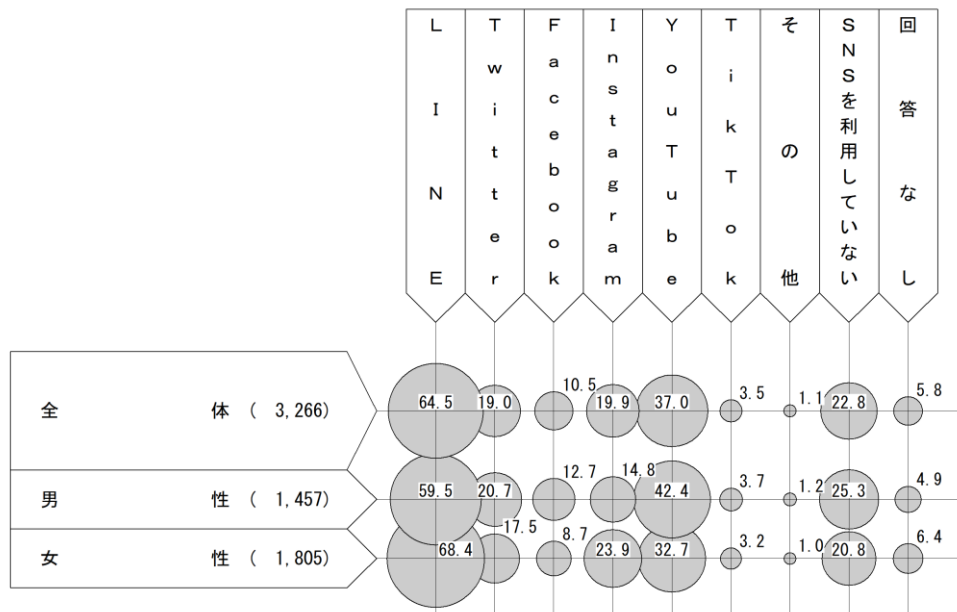 LINE
Twitter
Facebook
Instagram
YouTube
TikTok
その他
SNSを利用していない
回答なし
全体 ( 3,266)
64.5 19.0 10.5 19.9 37.0 3.5 1.1 22.8 5.8
男性 ( 1,457)
59.5 20.7 12.7 14.8 42.4 3.7 1.2 25.3 4.9
女性 ( 1,805)
68.4 17.5 8.7 23.9 32.7 3.2 1.0 20.8 6.4